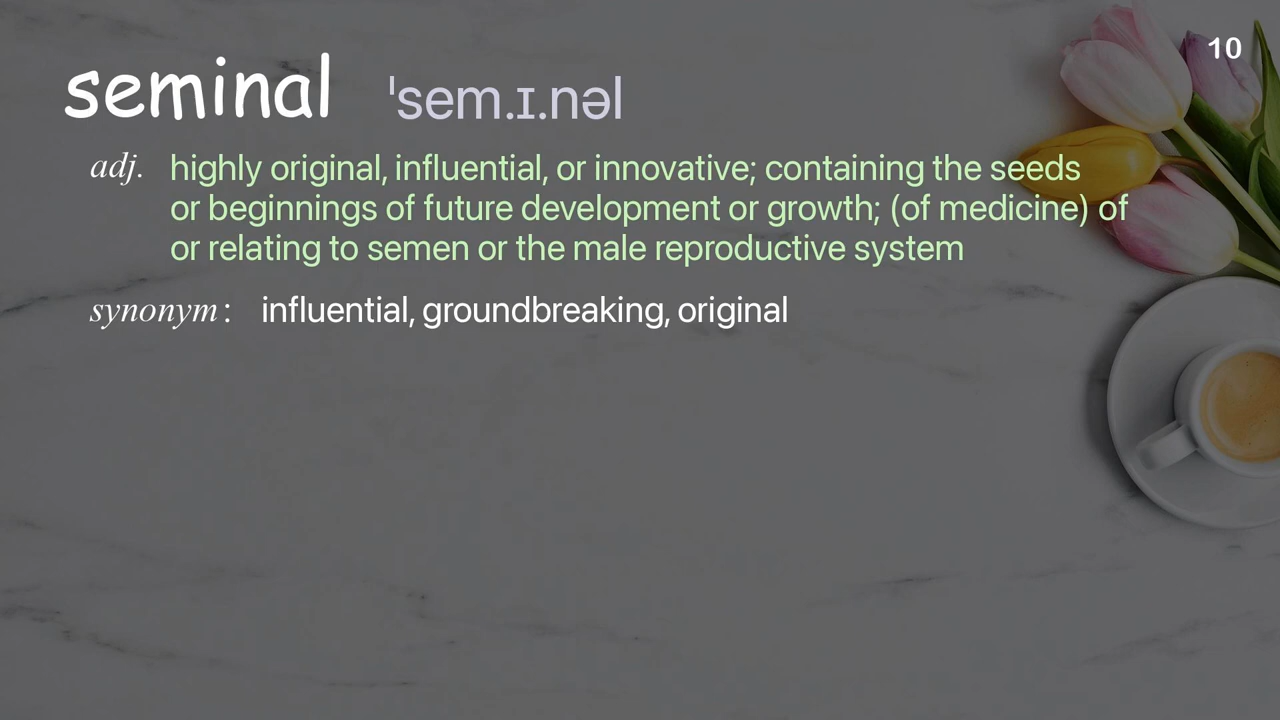 10
seminal ˈsem.ɪ.nəl
adj. highly original, influential, or innovative; containing the seeds
or beginnings of future development or growth; (of medicine) of
or relating to semen or the male reproductive system
synonym : influential, groundbreaking, original